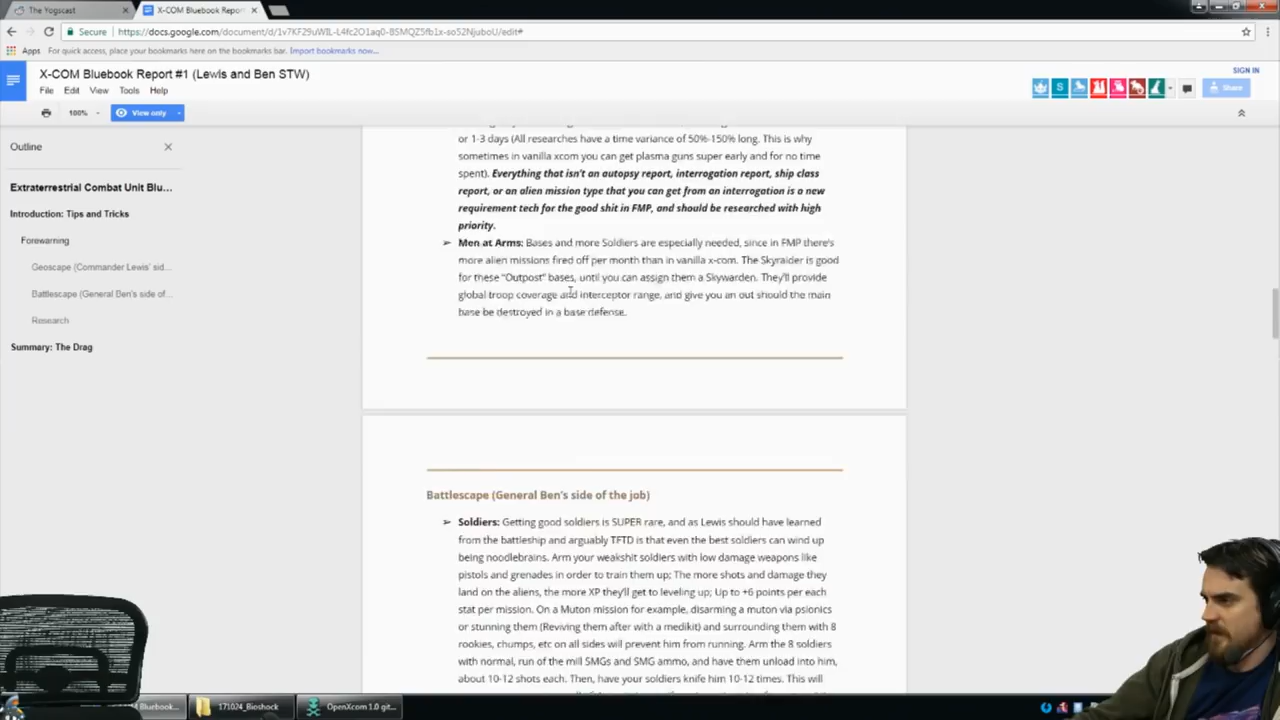 The Yogscast
X-COM Bluebook Repor
Secure
https://docs.google.com/document/d/1v7KF29uWIL-L4fc2O1aq0-8SMQZ5fb1x-so52NjuboU/edit#
Apps
For quick access, place your bookmarks here on the bookmarks bar. Import bookmarks now...
X-COM Bluebook Report #1 (Lewis and Ben STW)
SIGN IN
File Edit View Tools Help
Share
100%
View only
Outline
Extraterrestrial Combat Unit Blu...
Introduction: Tips and Tricks
Forewarning
Geoscape (Commander Lewis' sid...
Battlescape (General Ben's side of...
Research
Summary: The Drag
or 1-3 days (All researches have a time variance of 50%-150% long. This is why
sometimes in vanilla xcom you can get plasma guns super early and for no time
spent). Everything that isn't an autopsy report, interrogation report, ship class
report, or an alien mission type that you can get from an interrogation is a new
requirement tech for the good shit in FMP, and should be researched with high
priority.
➢ Men at Arms: Bases and more Soldiers are especially needed, since in FMP there's
more alien missions fired off per month than in vanilla x-com. The Skyraider is good
for these "Outpost" bases, until you can assign them a Skywarden. They'll provide
global troop coverage and interceptor range, and give you an out should the main
base be destroyed in a base defense.
Battlescape (General Ben's side of the job)
➢ Soldiers: Getting good soldiers is SUPER rare, and as Lewis should have learned
from the battleship and arguably TFTD is that even the best soldiers can wind up
being noodlebrains. Arm your weakshit soldiers with low damage weapons like
pistols and grenades in order to train them up; The more shots and damage they
land on the aliens, the more XP they'll get to leveling up; Up to +6 points per each
stat per mission. On a Muton mission for example, disarming a muton via psionics
or stunning them (reviving them after with a medikit) and surrounding them with 8
rookies, chumps, etc on all sides will prevent him from running. Arm the 8 soldiers
with normal, run of the mill SMGs and SMG ammo, and have them unload into him,
about 10-12 shots each. Then, have your soldiers knife him 10-12 times. This will
Bluebook...
171024_Bioshock
OpenXcom 1.0 git...